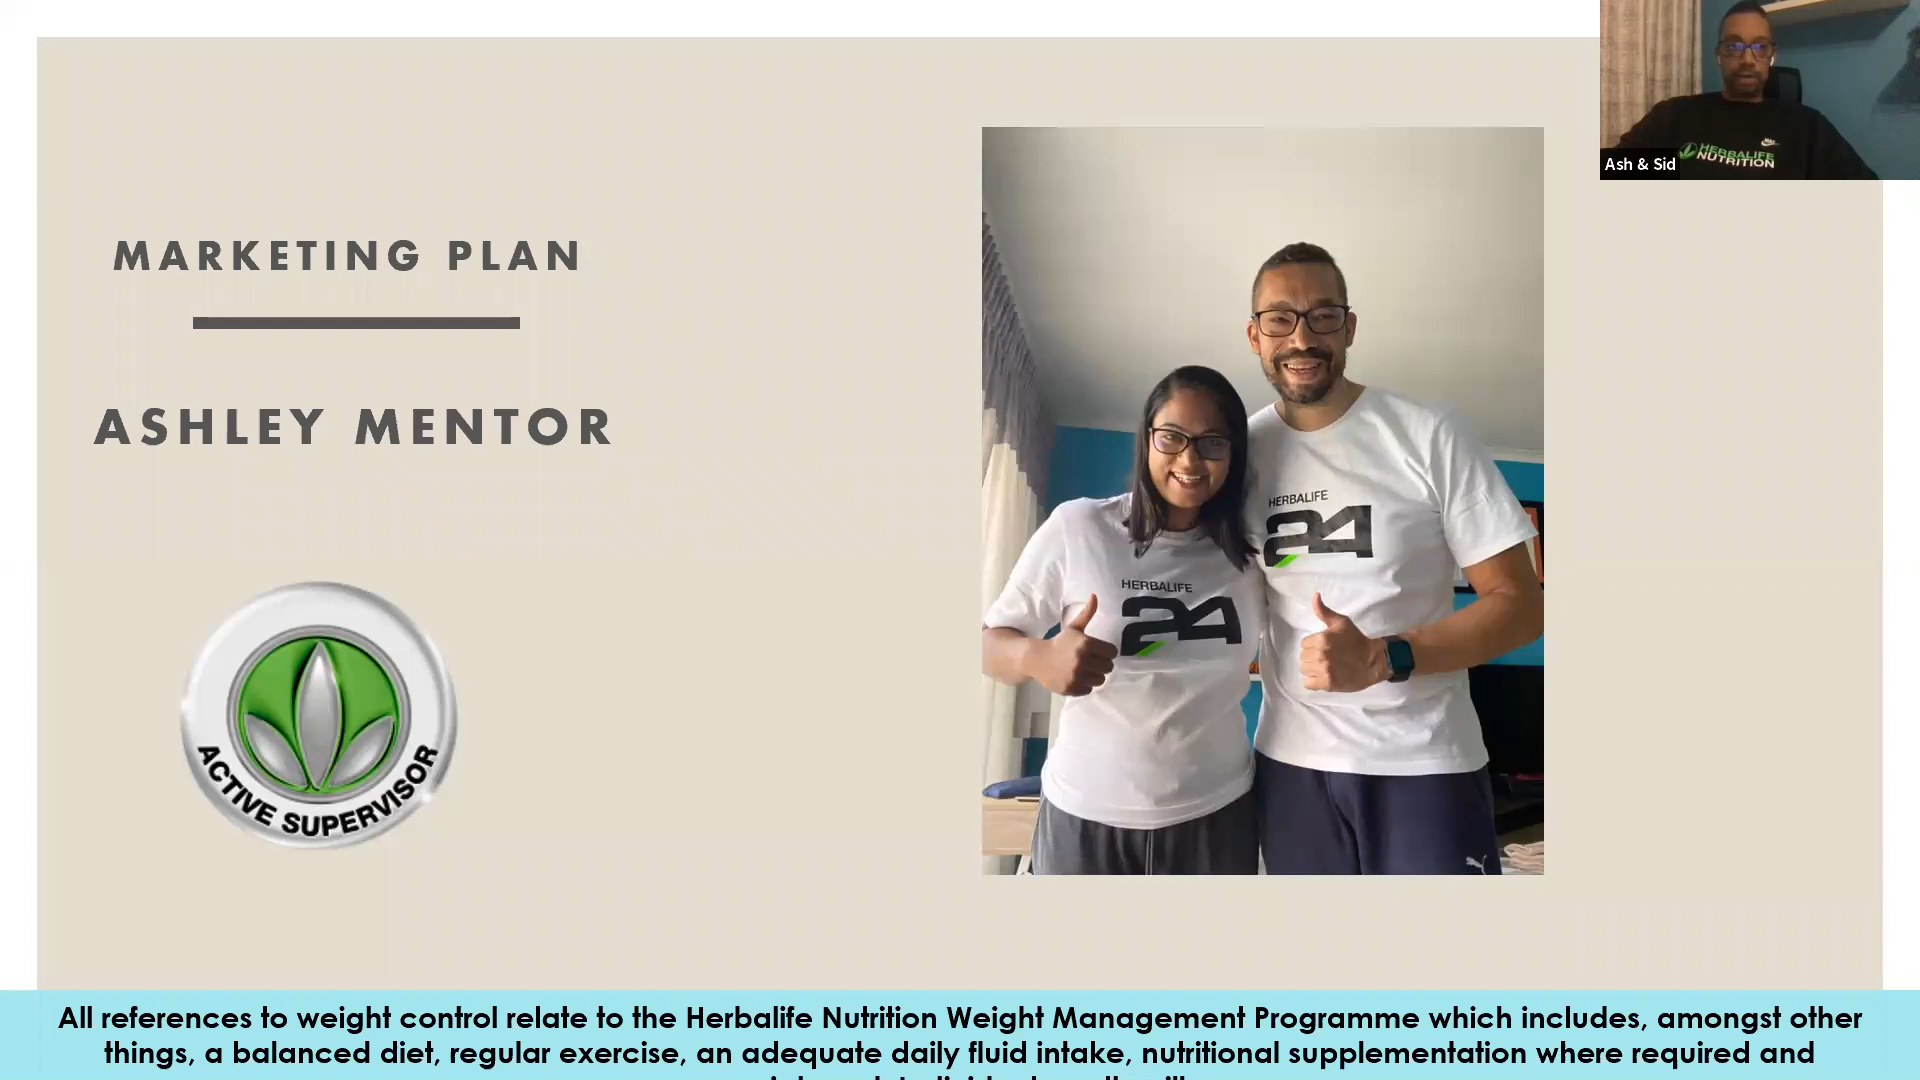 MARKETING PLAN
ASHLEY MENTOR
ACTIVE SUPERVISOR
HERBALIFE
24
HERBALIFE
24
HERBALIFE
NUTRITION
Ash & Sid
All references to weight control relate to the Herbalife Nutrition Weight Management Programme which includes, amongst other
things, a balanced diet, regular exercise, an adequate daily fluid intake, nutritional supplementation where required and